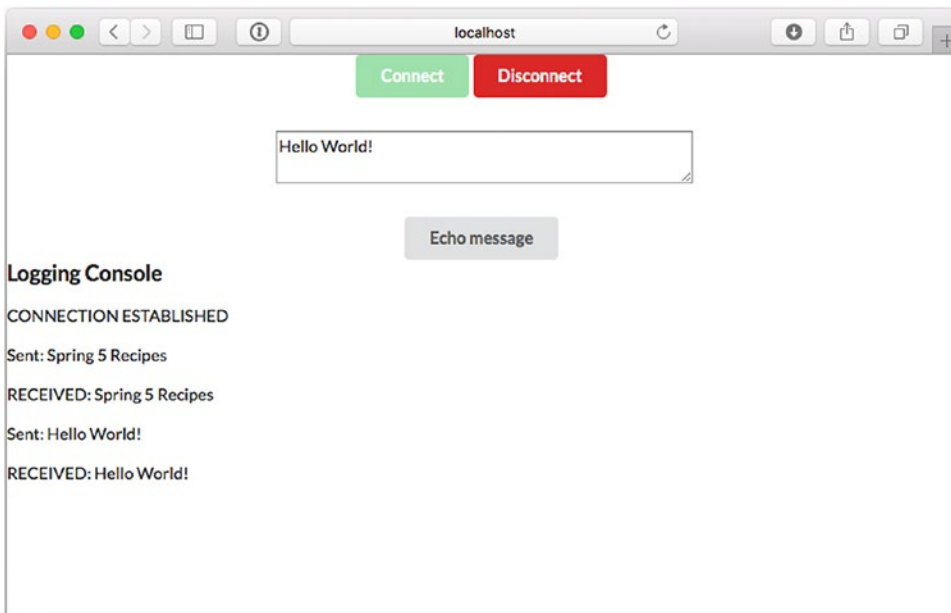 localhost
Connect Disconnect
Hello World!
Echo message
Logging Console
CONNECTION ESTABLISHED
Sent: Spring 5 Recipes
RECEIVED: Spring 5 Recipes
Sent: Hello World!
RECEIVED: Hello World!